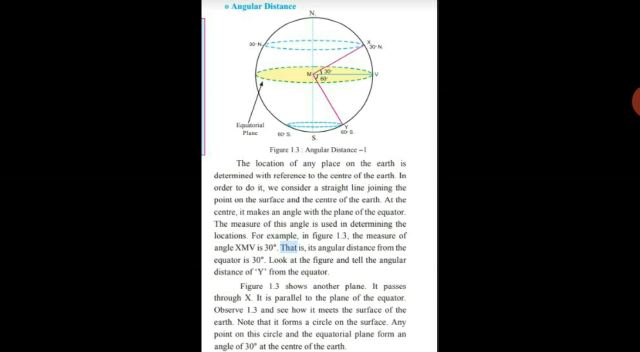 Angular Distance
N.
X
30° N.
30° N.
30°
M
V
60°
Equatorial
Plane
Y
60° S.
60° S.
S.
Figure 1.3 : Angular Distance –1
The location of any place on the earth is
determined with reference to the centre of the earth. In
order to do it, we consider a straight line joining the
point on the surface and the centre of the earth. At the
centre, it makes an angle with the plane of the equator.
The measure of this angle is used in determining the
locations. For example, in figure 1.3, the measure of
angle XMV is 30°. That is, its angular distance from the
equator is 30°. Look at the figure and tell the angular
distance of 'Y' from the equator.
Figure 1.3 shows another plane. It passes
through X. It is parallel to the plane of the equator.
Observe 1.3 and see how it meets the surface of the
earth. Note that it forms a circle on the surface. Any
point on this circle and the equatorial plane form an
angle of 30° at the centre of the earth.